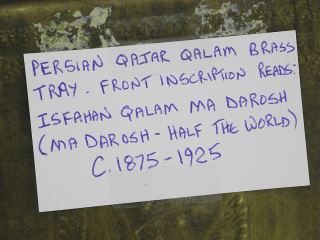 PERSIAN QAJAR QALAM BRASS
TRAY. FRONT INSCRIPTION READS:
ISFAHAN QALAM MA DAROSH
(MA DAROSH - HALF THE WORLD)
C. 1875 - 1925